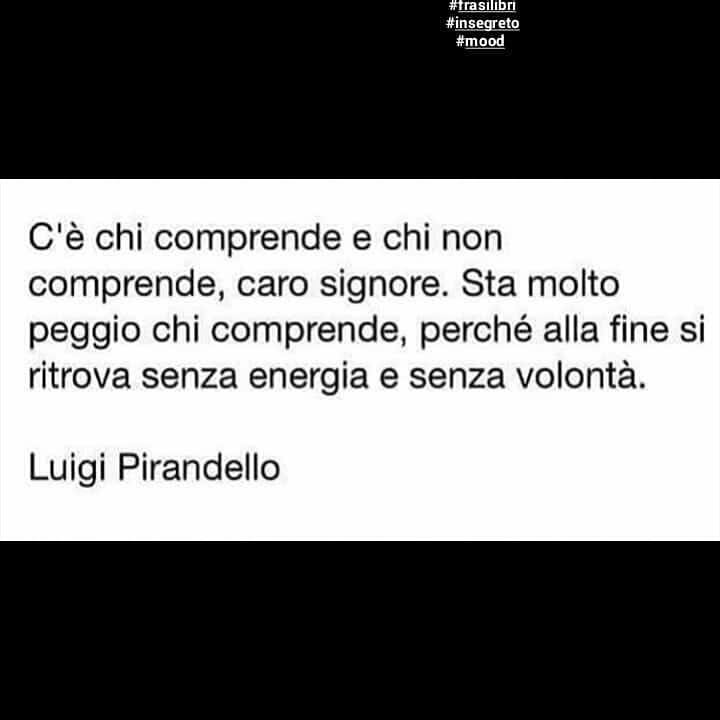 #frasilibri
#insegreto
#mood
C'è chi comprende e chi non
comprende, caro signore. Sta molto
peggio chi comprende, perché alla fine si
ritrova senza energia e senza volontà.
Luigi Pirandello